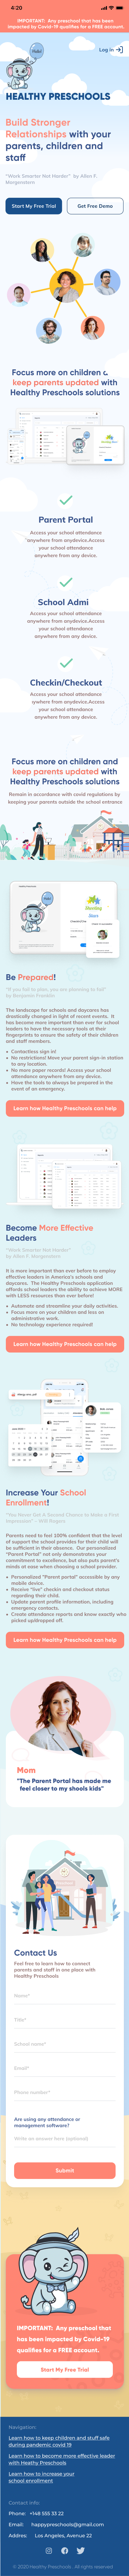 4:20
IMPORTANT: Any preschool that has been
impacted by Covid-19 qualifies for a FREE account.
Log in
Hello!
HEALTHY PRESCHOOLS
Build Stronger
Relationships with your
parents, children and
staff
"Work Smarter Not Harder" by Allen F.
Morgenstern
Start My Free Trial
Get Free Demo
Focus more on children
keep parents updated with
Healthy Preschools solutions
Parent Portal
Access your school attendance
anywhere from anydevice.Access
your school attendance
anywhere from any device.
School Admi
Access your school attendance
anywhere from anydevice.Access
your school attendance
anywhere from any device.
Checkin/Checkout
Access your school attendance
anywhere from anydevice.Access
your school attendance
anywhere from any device.
Focus more on children and
keep parents updated with
Healthy Preschools solutions
Remain in accordance with covid regulations by
keeping your parents outside the school premises
Be Prepared!
"If you fail to plan, you are planning to fail"
by Benjamin Franklin
The landscape for schools and daycares has
drastically changed in light of recent events. It
has become more important than ever for school
leaders to have the necessary tools at their
disposal to ensure the safety of their children
and staff members.
• Contactless sign in!
• No restrictions! Move your parent sign in station
to any location.
• No more paper records! Access your school
attendance anywhere from any device.
• Have the tools to always be prepared in the
event of an emergency.
Learn how Healthy Preschools can help
Become More Effective
Leaders
"Work Smarter Not Harder"
by Allen F. Morgenstern
It is more important than ever before to employ
effective leaders in America's schools and
daycares. The Healthy Preschools application
affords school leaders the ability to achieve MORE
with LESS resources than ever before!
• Automate and streamline your daily activities.
• Focus more on your children and less on
administrative work.
• No technology experience required!
Learn how Healthy Preschools can help
Increase Your School
Enrollment!
"You Never Get A Second Chance to Make a First
Impression" - Will Rogers
Parents need to feel 100% confident that the level
of support the school provides for their child will
be sufficient in their absence. Our personalized
"Parent Portal" not only demonstrates your
commitment to excellence, but also put parent's
minds at ease when choosing a school provider.
• Personalized "Parent portal" accessible by any
mobile device.
• Receive "live" checkin and checkout status
regarding their child.
• Update parent profile information, including
emergency contacts.
• Create attendance reports and know exactly who
picked up/dropped off.
Learn how Healthy Preschools can help
Mom
"The Parent Portal has made me
feel closer to my shools kids"
Contact Us
Feel free to learn how to connect
parents and staff in one place with
Healthy Preschools
Name*
Title*
School name*
Email*
Phone number*
Are using any attendance or
management software?
Write an answer here (optional)
Submit
IMPORTANT: Any preschool that
has been impacted by Covid-19
qualifies for a FREE account.
Start My Free Trial
Navigation:
Learn how to keep children and stuff safe
during pandemic covid 19
Learn how to become more effective leader
with Heathy Preschools
Learn how to increase your
school enrollment
Contact info:
Phone: +148 555 33 22
Email: happypreschools@gmail.com
Addres: Los Angeles, Avenue 22
© 2020 Healthy Preschools . All rights reserved